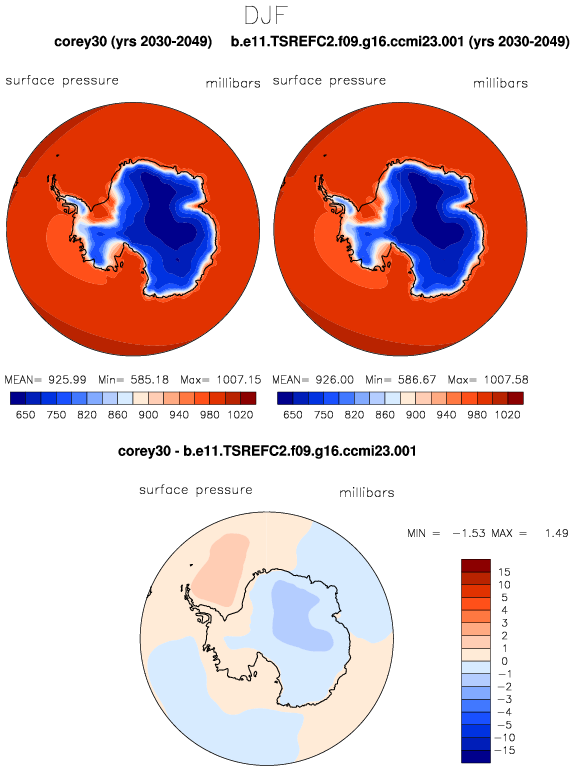 DJF
corey30 (yrs 2030-2049) b.e11.TSREFC2.f09.g16.ccmi23.001 (yrs 2030-2049)
surface pressure millibars surface pressure millibars
MEAN= 925.99 Min= 585.18 Max= 1007.15 MEAN= 926.00 Min= 586.67 Max= 1007.58
650 750 820 860 900 940 980 1020 650 750 820 860 900 940 980 1020
corey30 - b.e11.TSREFC2.f09.g16.ccmi23.001
surface pressure millibars
MIN = -1.53 MAX = 1.49
15
10
5
4
3
2
1
0
-1
-2
-3
-4
-5
-10
-15